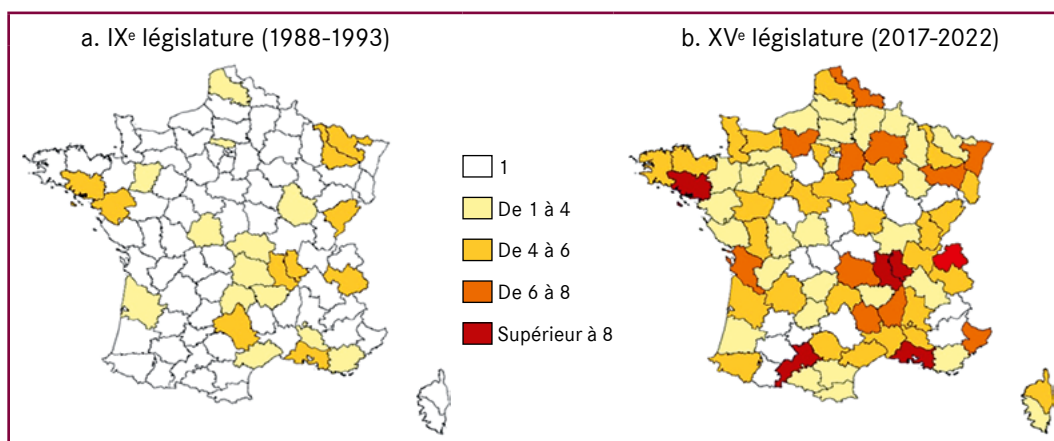 a. IXᵉ législature (1988-1993)
b. XVᵉ législature (2017-2022)
1
De 1 à 4
De 4 à 6
De 6 à 8
Supérieur à 8